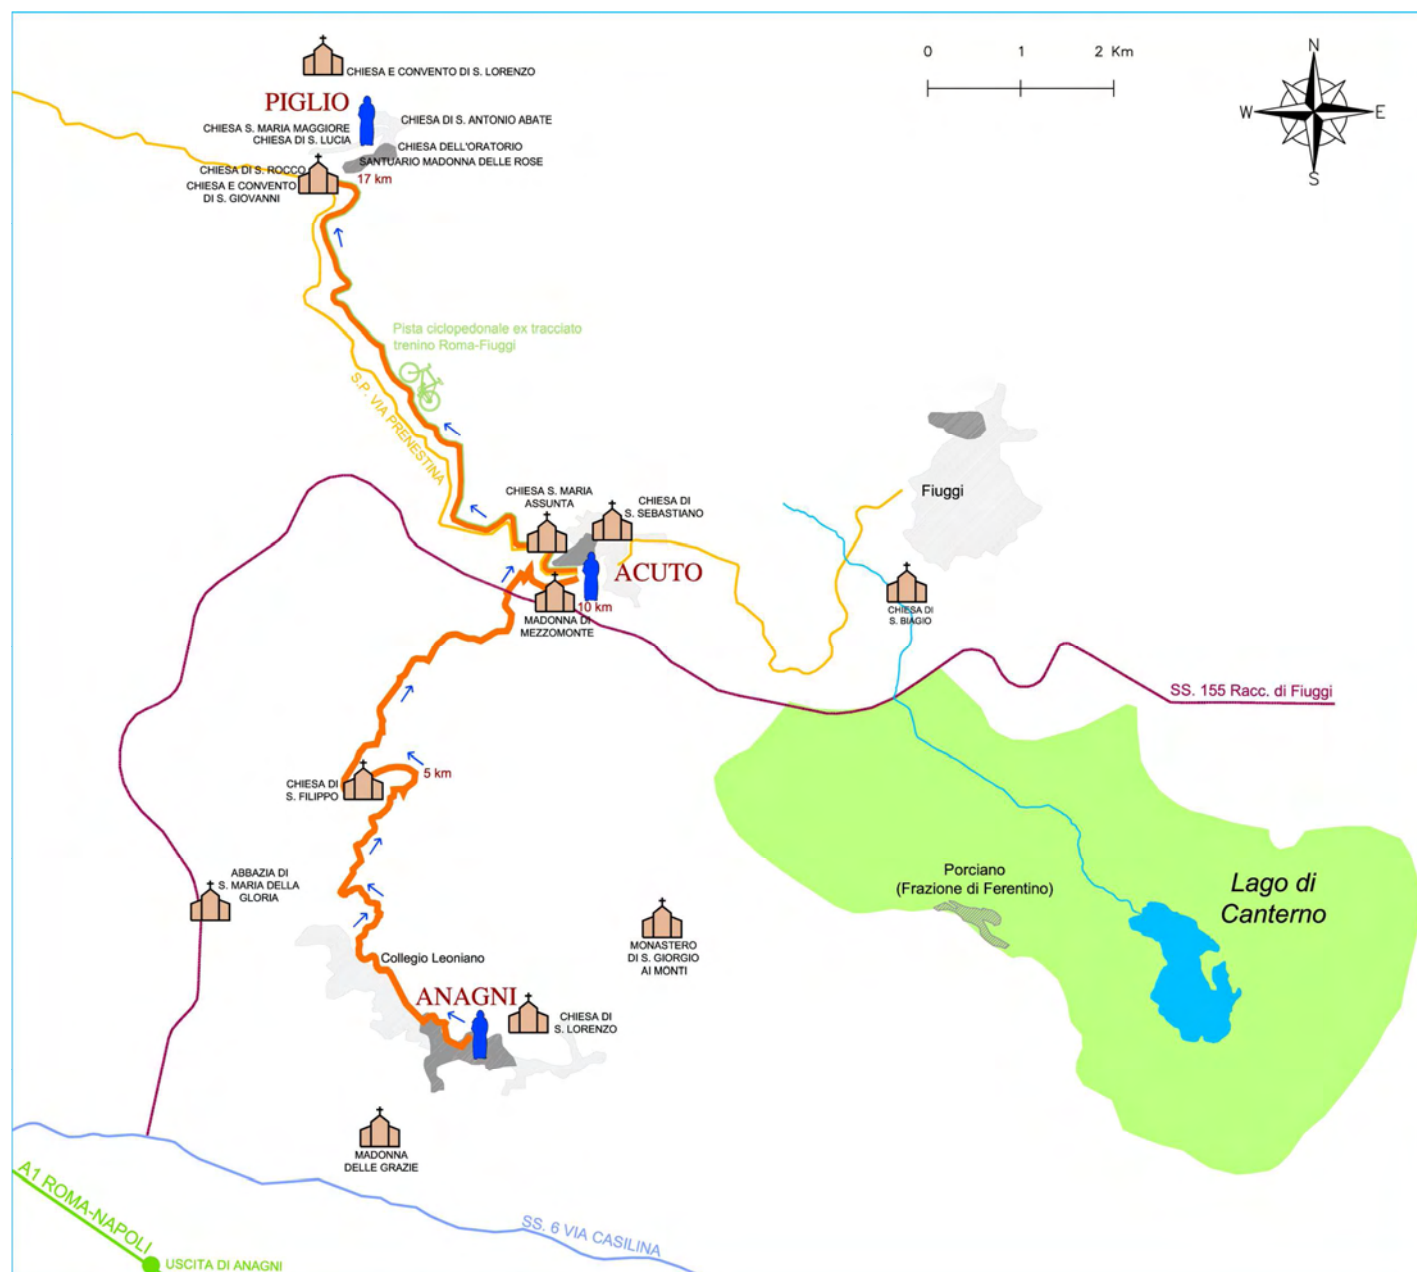 0 1 2 Km
N
W E
S
CHIESA E CONVENTO DI S. LORENZO
PIGLIO
CHIESA DI S. ANTONIO ABATE
CHIESA S. MARIA MAGGIORE
CHIESA DI S. LUCIA
CHIESA DELL'ORATORIO
SANTUARIO MADONNA DELLE ROSE
CHIESA DI S. ROCCO
17 km
CHIESA E CONVENTO
DI S. GIOVANNI
Pista ciclopedonale ex tracciato
trenino Roma-Fiuggi
S.P. VIA PRENESTINA
CHIESA S. MARIA
ASSUNTA
CHIESA DI
S. SEBASTIANO
Fiuggi
ACUTO
10 km
MADONNA DI
MEZZOMONTE
CHIESA DI
S. BIAGIO
SS. 155 Racc. di Fiuggi
5 km
CHIESA DI
S. FILIPPO
ABBAZIA DI
S. MARIA DELLA
GLORIA
Porciano
(Frazione di Ferentino)
Lago di
Canterno
MONASTERO
DI S. GIORGIO
AI MONTI
Collegio Leoniano
ANAGNI
CHIESA DI
S. LORENZO
MADONNA
DELLE GRAZIE
A1 ROMA-NAPOLI
SS. 6 VIA CASILINA
USCITA DI ANAGNI